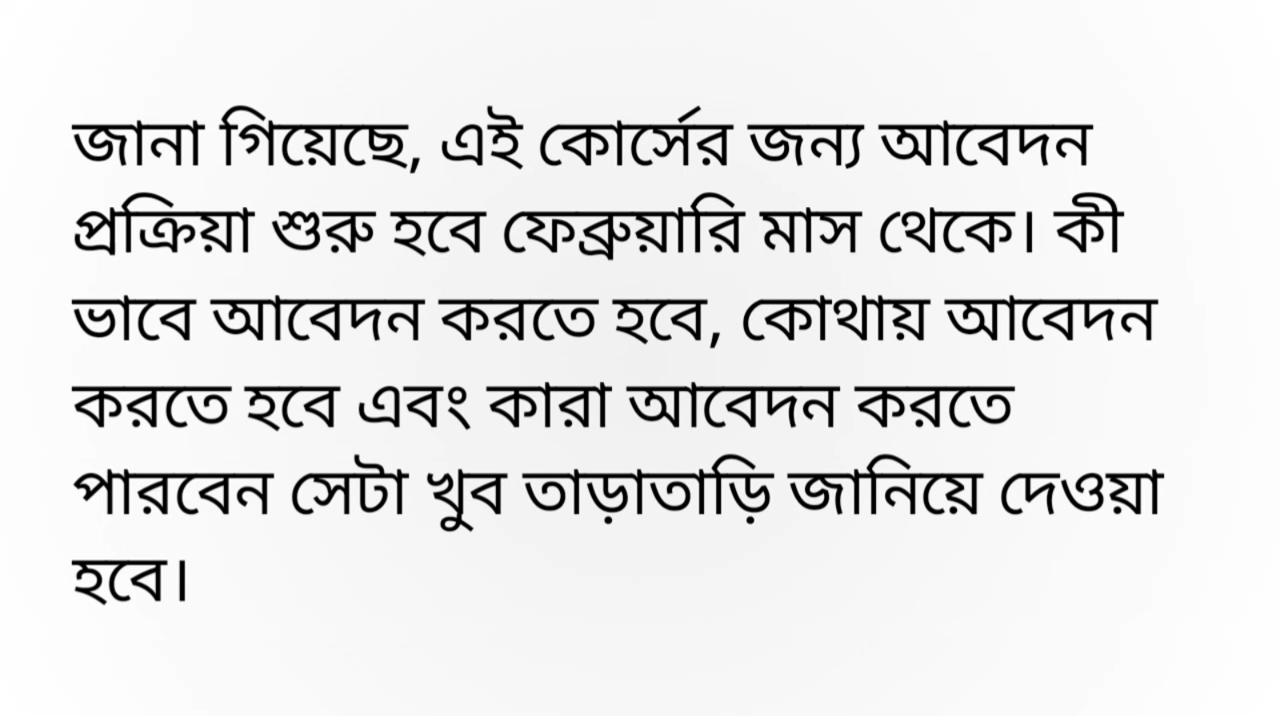 জানা গিয়েছে, এই কোর্সের জন্য আবেদন
প্রক্রিয়া শুরু হবে ফেব্রুয়ারি মাস থেকে। কী
ভাবে আবেদন করতে হবে, কোথায় আবেদন
করতে হবে এবং কারা আবেদন করতে
পারবেন সেটা খুব তাড়াতাড়ি জানিয়ে দেওয়া
হবে।